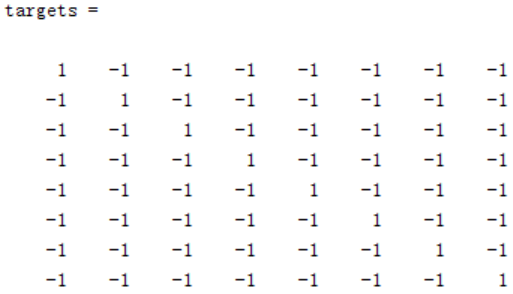 targets =
1 -1 -1 -1 -1 -1 -1 -1
-1 1 -1 -1 -1 -1 -1 -1
-1 -1 1 -1 -1 -1 -1 -1
-1 -1 -1 1 -1 -1 -1 -1
-1 -1 -1 -1 1 -1 -1 -1
-1 -1 -1 -1 -1 1 -1 -1
-1 -1 -1 -1 -1 -1 1 -1
-1 -1 -1 -1 -1 -1 -1 1